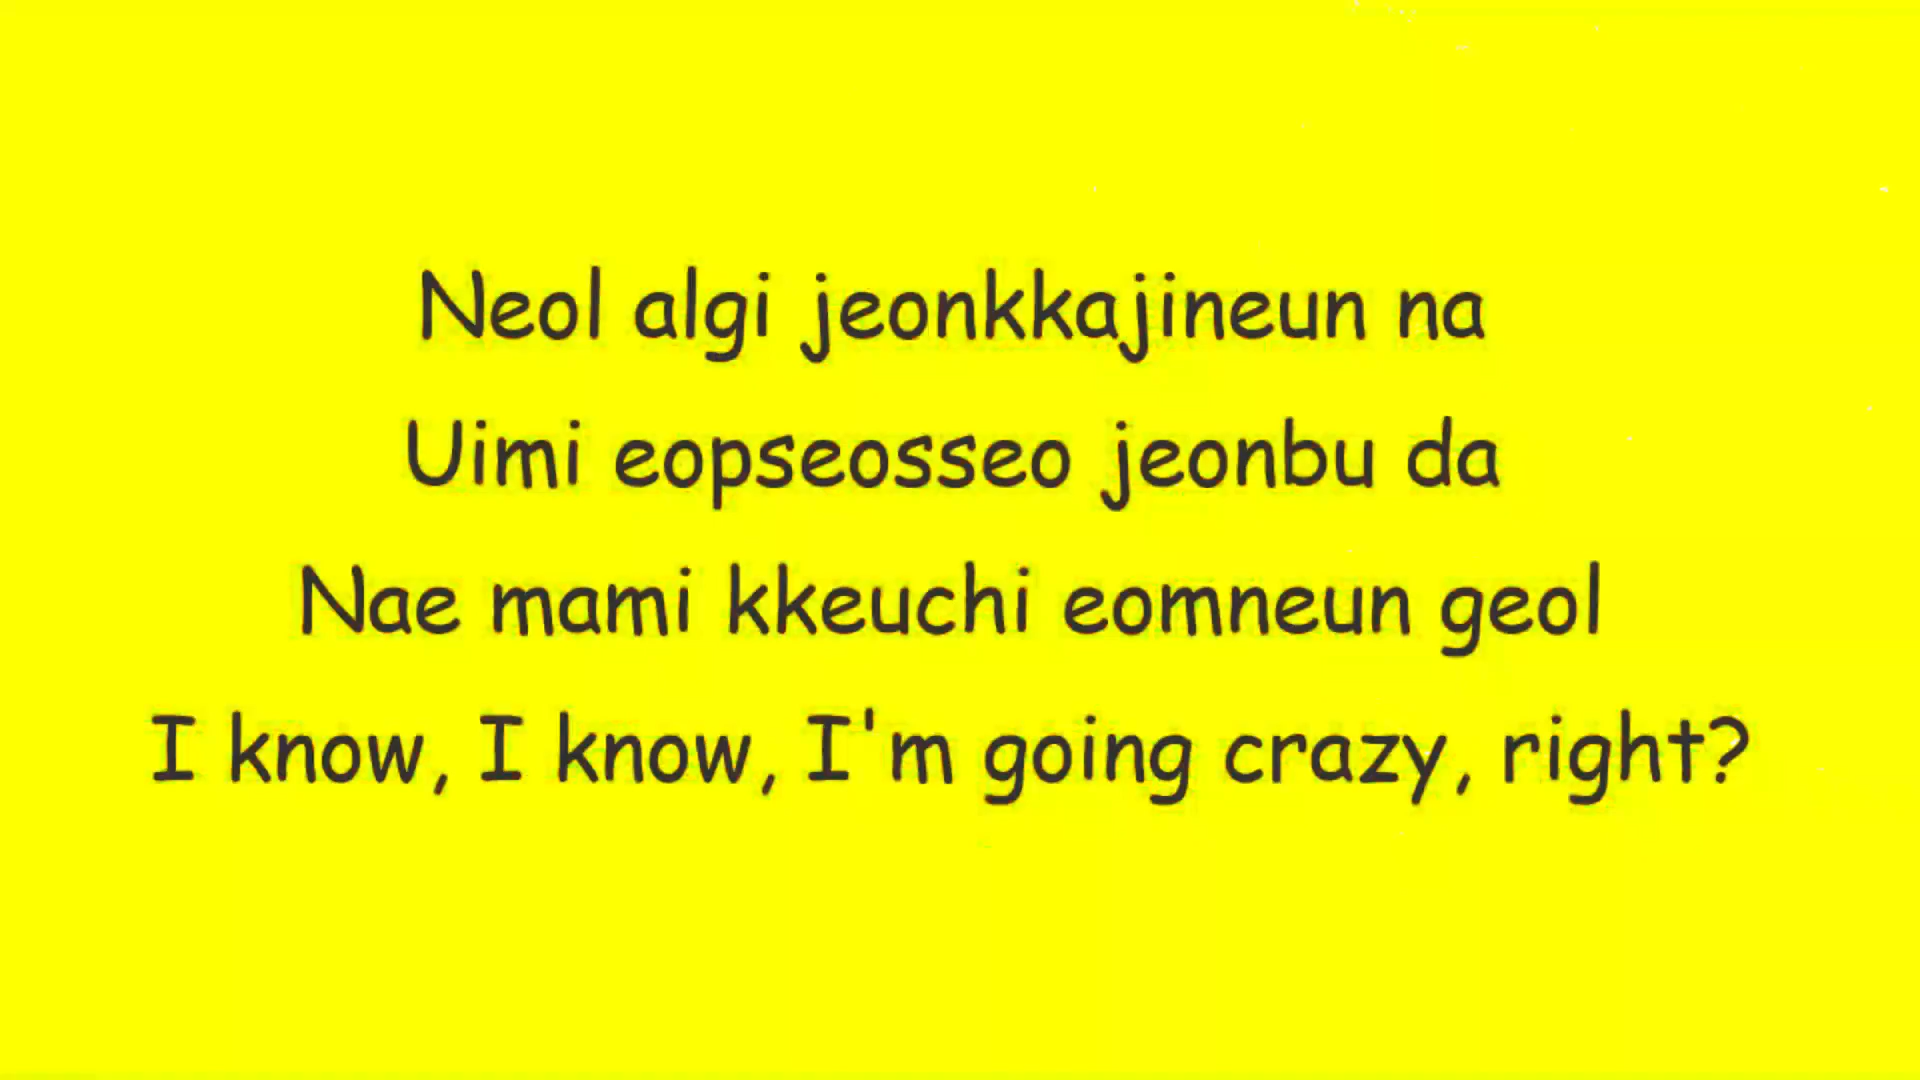 Neol algi jeonkkajineun na
Uimi eopseosseo jeonbu da
Nae mami kkeuchi eomneun geol
I know, I know, I'm going crazy, right?